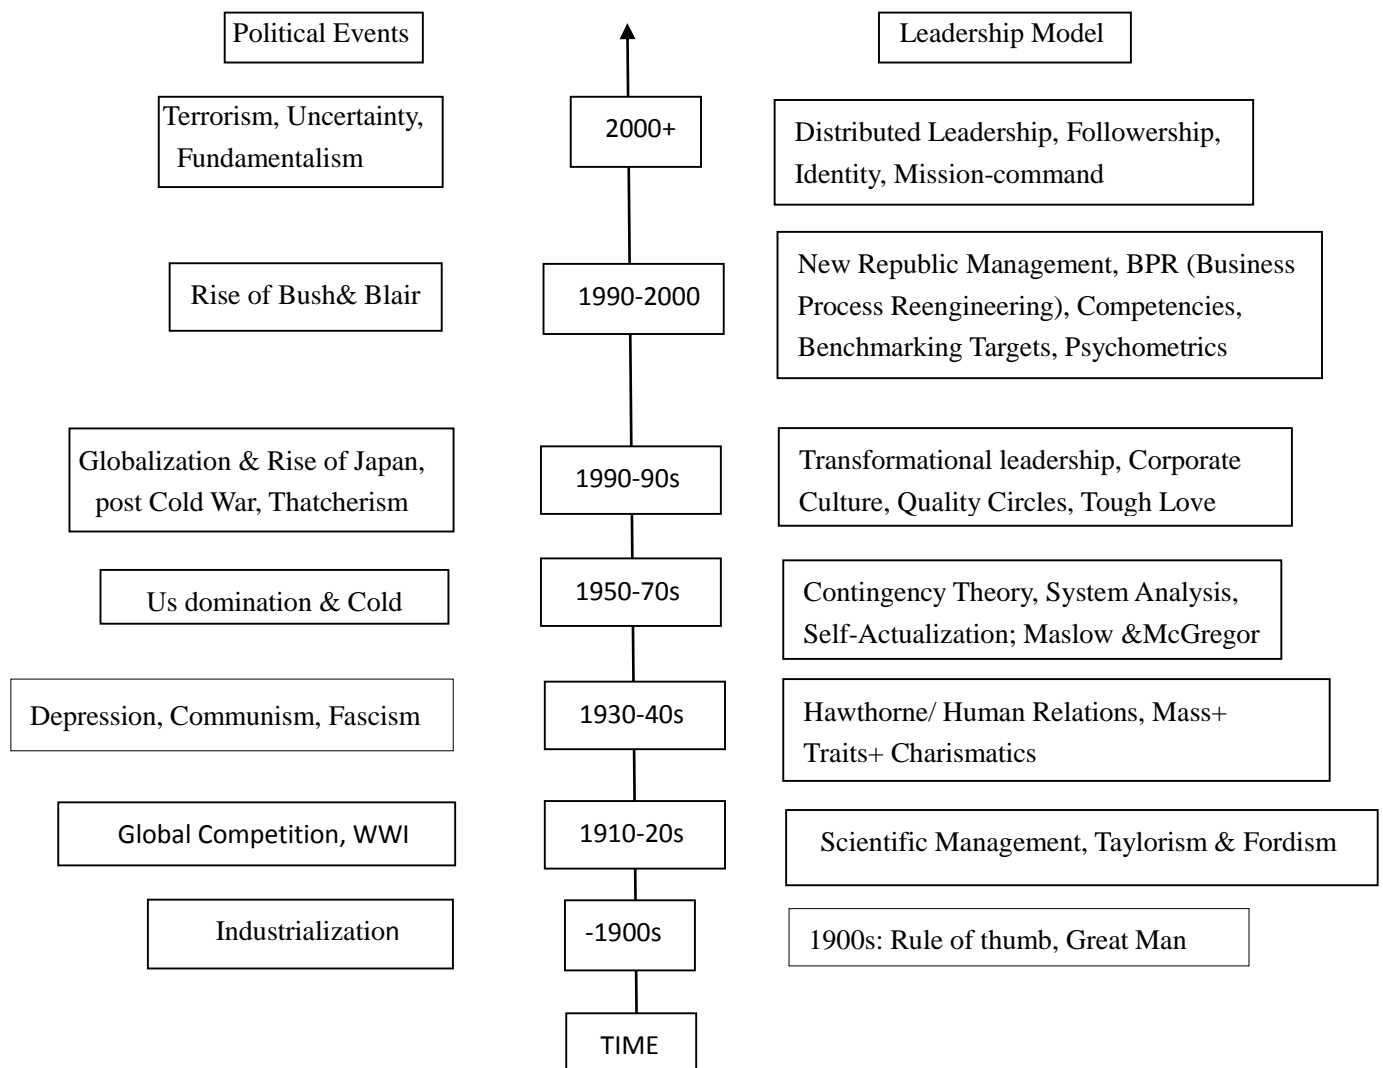 Political Events
Leadership Model
Terrorism, Uncertainty,
Fundamentalism
2000+
Distributed Leadership, Followership,
Identity, Mission-command
Rise of Bush& Blair
1990-2000
New Republic Management, BPR (Business
Process Reengineering), Competencies,
Benchmarking Targets, Psychometrics
Globalization & Rise of Japan,
post Cold War, Thatcherism
1990-90s
Transformational leadership, Corporate
Culture, Quality Circles, Tough Love
Us domination & Cold
1950-70s
Contingency Theory, System Analysis,
Self-Actualization; Maslow &McGregor
Depression, Communism, Fascism
1930-40s
Hawthorne/ Human Relations, Mass+
Traits+ Charismatics
Global Competition, WWI
1910-20s
Scientific Management, Taylorism & Fordism
Industrialization
-1900s
1900s: Rule of thumb, Great Man
TIME